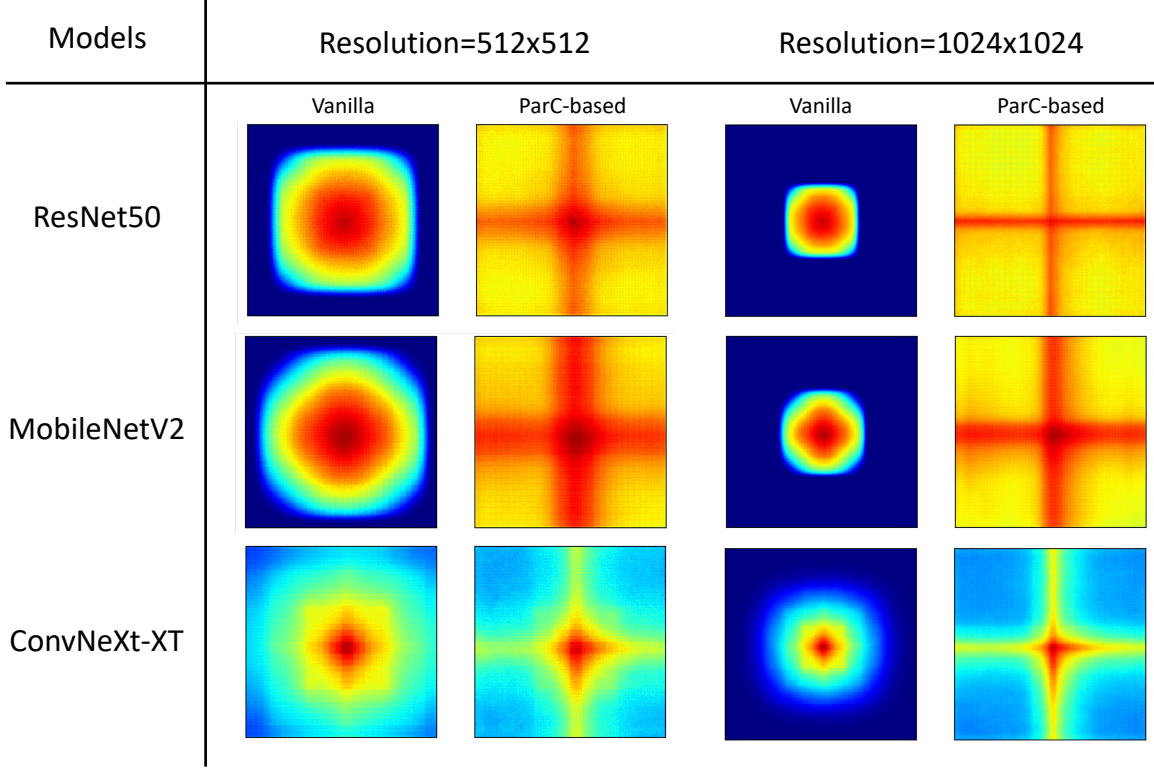 Models Resolution=512x512 Resolution=1024x1024
Vanilla ParC-based Vanilla ParC-based
ResNet50
MobileNetV2
ConvNeXt-XT